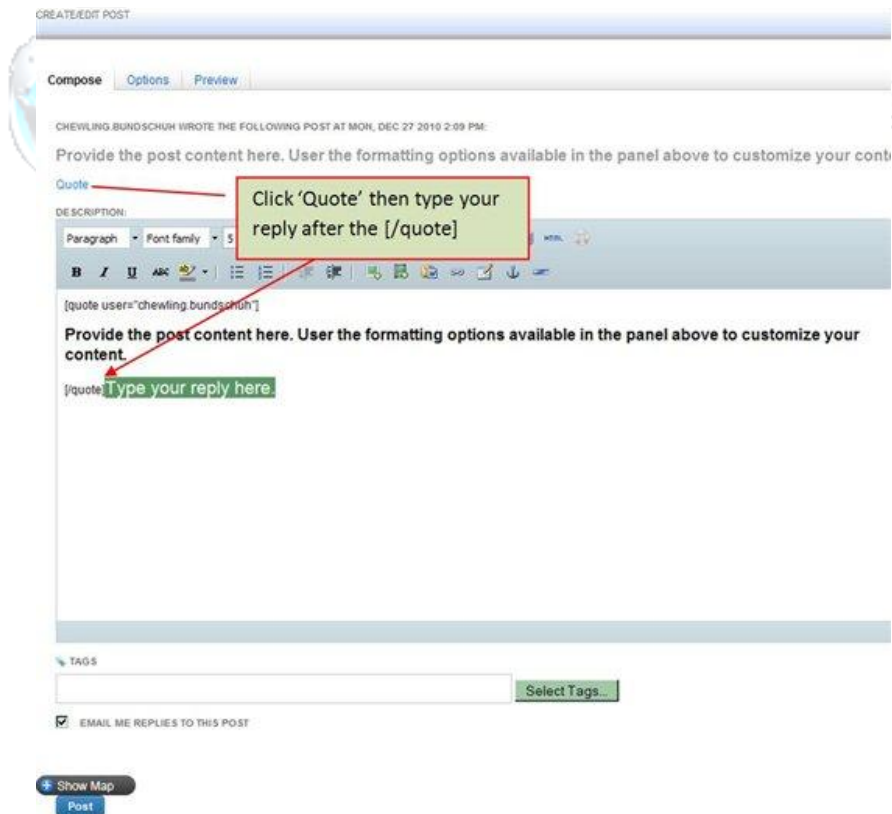 CREATE/EDIT POST
Compose Options Preview
CHEWLING.BUNDSCHUH WROTE THE FOLLOWING POST AT MON, DEC 27 2010 2:09 PM:
Provide the post content here. User the formatting options available in the panel above to customize your conte
Quote
Click 'Quote' then type your
reply after the [/quote]
DESCRIPTION:
Paragraph Font family S HTML
B I U ABC
[quote user="chewling.bundschuh"]
Provide the post content here. User the formatting options available in the panel above to customize your
content.
[/quote]Type your reply here.
TAGS
Select Tags...
EMAIL ME REPLIES TO THIS POST
Show Map
Post